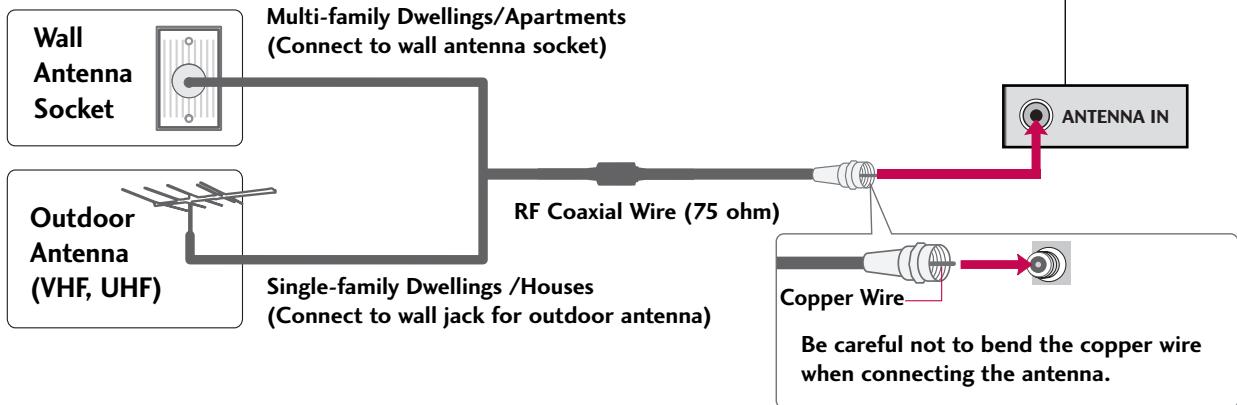 Multi-family Dwellings/Apartments
(Connect to wall antenna socket)
Wall
Antenna
Socket
ANTENNA IN
RF Coaxial Wire (75 ohm)
Outdoor
Antenna
(VHF, UHF)
Single-family Dwellings /Houses
(Connect to wall jack for outdoor antenna)
Copper Wire
Be careful not to bend the copper wire
when connecting the antenna.